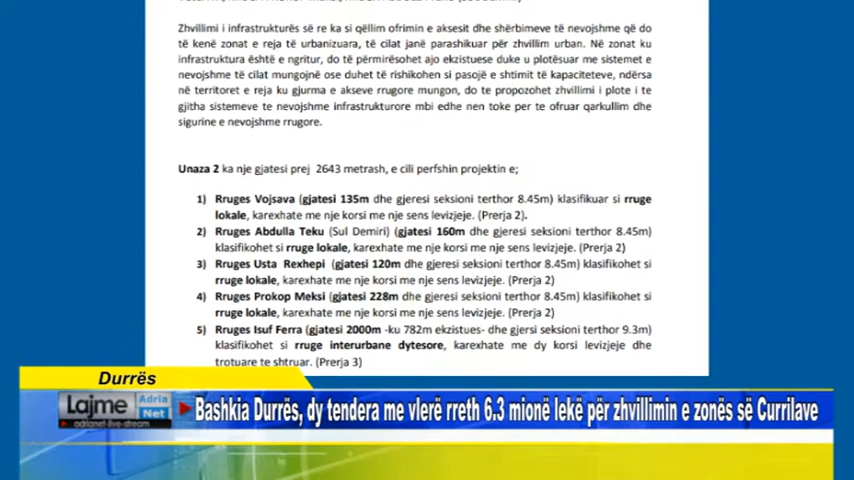 Zhvillimi i infrastrukturës së re ka si qëllim ofrimin e aksesit dhe shërbimeve të nevojshme që do
të kenë zonat e reja të urbanizuara, të cilat janë parashikuar për zhvillim urban. Në zonat ku
infrastruktura është e ngritur, do të përmirësohet ajo ekzistuese duke u plotësuar me sistemet e
nevojshme të cilat mungojnë ose duhet të rishikohen si pasojë e shtimit të kapaciteteve, ndërsa
në territoret e reja ku gjurma e akseve rrugore mungon, do te propozohet zhvillimi i plote i te
gjitha sistemeve te nevojshme infrastrukturore mbi edhe nen toke per te ofruar qarkullim dhe
sigurine e nevojshme rrugore.
Unaza 2 ka nje gjatesi prej 2643 metrash, e cili perfshin projektin e;
1) Rruges Vojsava (gjatesi 135m dhe gjeresi seksioni terthor 8.45m) klasifikuar si rruge
lokale, karexhate me nje korsi me nje sens levizjeje. (Prerja 2).
2) Rruges Abdulla Teku (Sul Demiri) (gjatesi 160m dhe gjeresi seksioni terthor 8.45m)
klasifikohet si rruge lokale, karexhate me nje korsi me nje sens levizjeje. (Prerja 2)
3) Rruges Usta Rexhepi (gjatesi 120m dhe gjeresi seksioni terthor 8.45m) klasifikohet si
rruge lokale, karexhate me nje korsi me nje sens levizjeje. (Prerja 2)
4) Rruges Prokop Meksi (gjatesi 228m dhe gjeresi seksioni terthor 8.45m) klasifikohet si
rruge lokale, karexhate me nje korsi me nje sens levizjeje. (Prerja 2)
5) Rruges Isuf Ferra (gjatesi 2000m -ku 782m ekzistues- dhe gjersi seksioni terthor 9.3m)
klasifikohet si rruge interurbane dytesore, karexhate me dy korsi levizjeje dhe
trotuare te shtruar. (Prerja 3)
Durrës
Lajme Adria Net
adrianet-live-stream
Bashkia Durrës, dy tendera me vlerë rreth 6.3 mionë lekë për zhvillimin e zonës së Currilave